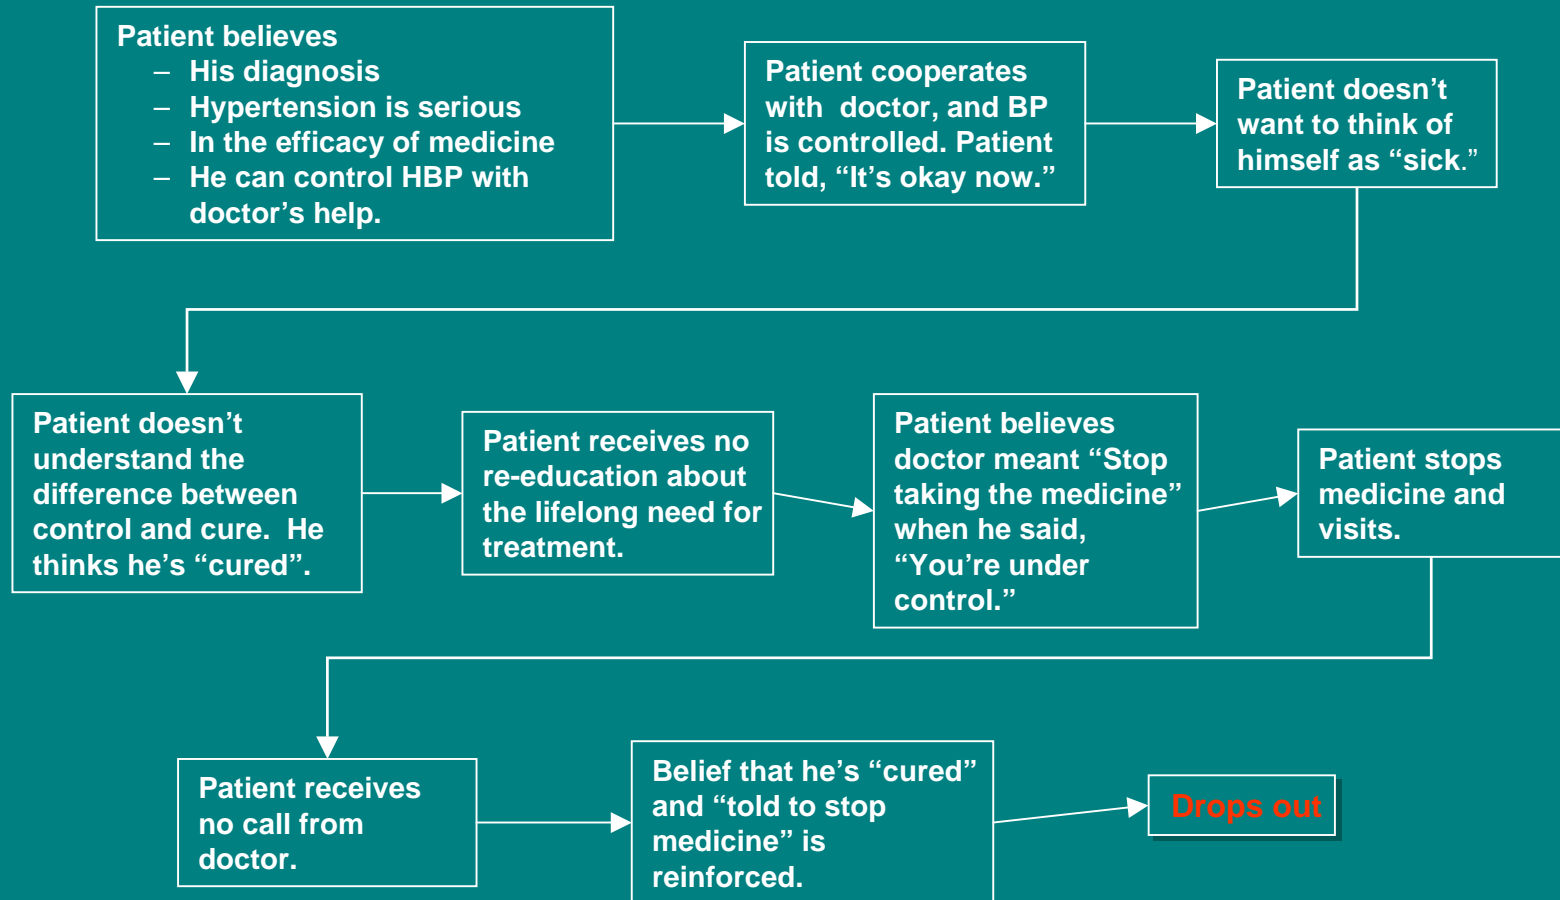 Patient believes
– His diagnosis
– Hypertension is serious
– In the efficacy of medicine
– He can control HBP with
doctor’s help.
Patient cooperates
with doctor, and BP
is controlled. Patient
told, “It’s okay now.”
Patient doesn’t
want to think of
himself as “sick.”
Patient doesn’t
understand the
difference between
control and cure. He
thinks he’s “cured”.
Patient receives no
re-education about
the lifelong need for
treatment.
Patient believes
doctor meant “Stop
taking the medicine”
when he said,
“You’re under
control.”
Patient stops
medicine and
visits.
Patient receives
no call from
doctor.
Belief that he’s “cured”
and “told to stop
medicine” is
reinforced.
Drops out